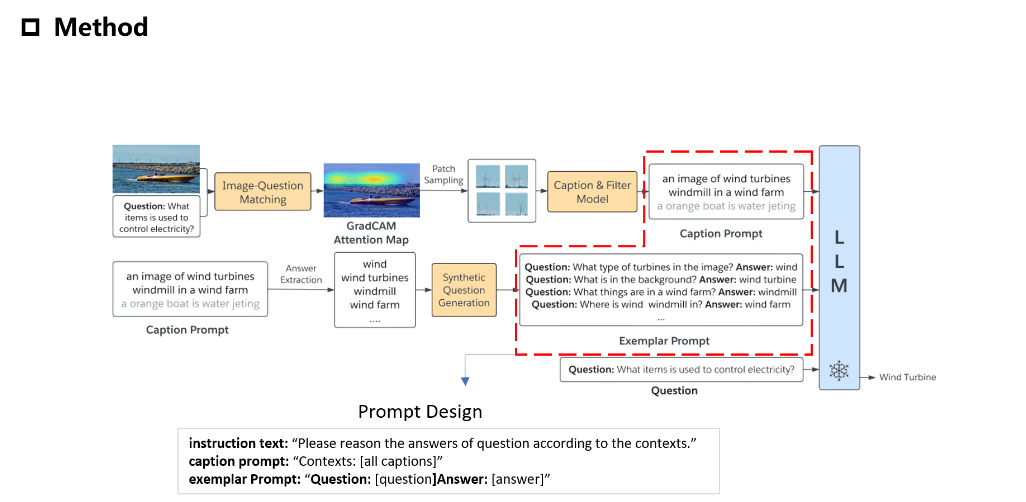 Method
Question: What
items is used to
control electricity?
Image-Question
Matching
GradCAM
Attention Map
Patch
Sampling
Caption & Filter
Model
an image of wind turbines
windmill in a wind farm
a orange boat is water jeting
Caption Prompt
an image of wind turbines
windmill in a wind farm
a orange boat is water jeting
Caption Prompt
Answer
Extraction
wind
wind turbines
windmill
wind farm
....
Synthetic
Question
Generation
Question: What type of turbines in the image? Answer: wind
Question: What is in the background? Answer: wind turbine
Question: What things are in a wind farm? Answer: windmill
Question: Where is wind windmill in? Answer: wind farm
...
Exemplar Prompt
Question: What items is used to control electricity?
Question
L
L
M
Wind Turbine
Prompt Design
instruction text: “Please reason the answers of question according to the contexts.”
caption prompt: “Contexts: [all captions]”
exemplar Prompt: “Question: [question]Answer: [answer]”